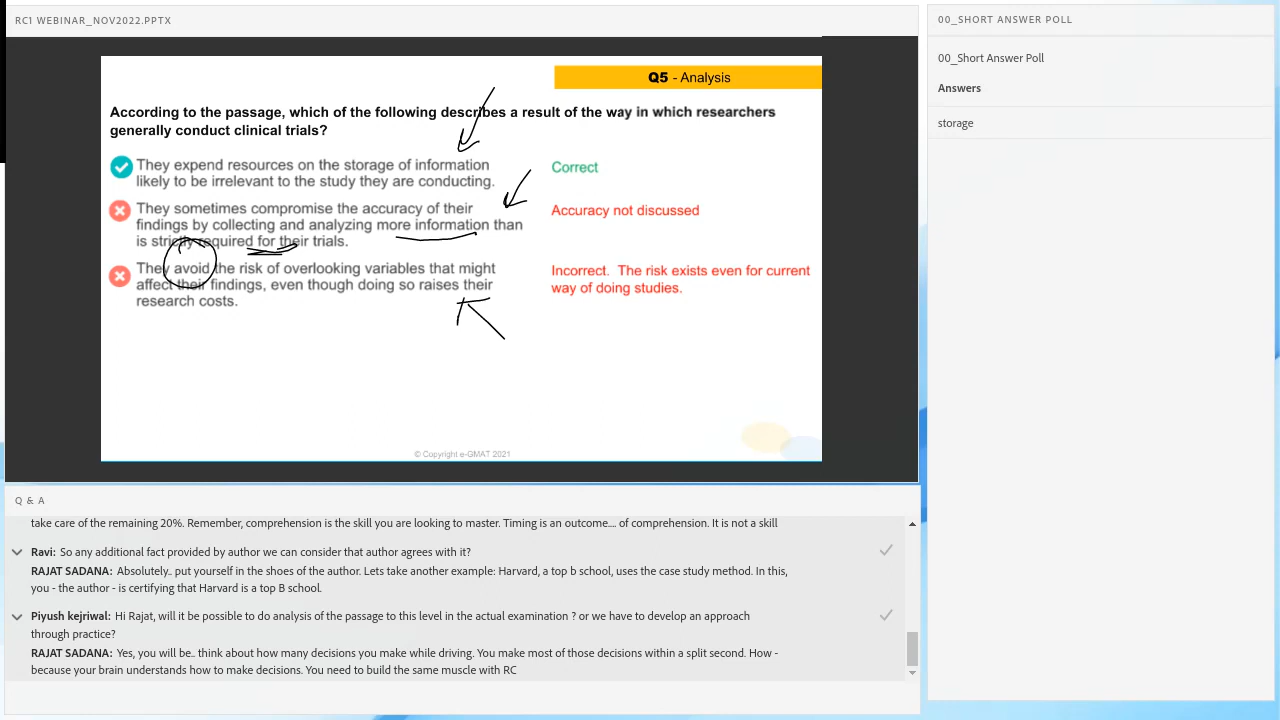 RC1 WEBINAR_NOV2022.PPTX
Q5 - Analysis
According to the passage, which of the following describes a result of the way in which researchers
generally conduct clinical trials?
They expend resources on the storage of information
likely to be irrelevant to the study they are conducting.
Correct
They sometimes compromise the accuracy of their
findings by collecting and analyzing more information than
is strictly required for their trials.
Accuracy not discussed
They avoid the risk of overlooking variables that might
affect their findings, even though doing so raises their
research costs.
Incorrect. The risk exists even for current
way of doing studies.
© Copyright e-GMAT 2021
Q & A
take care of the remaining 20%. Remember, comprehension is the skill you are looking to master. Timing is an outcome.... of comprehension. It is not a skill
Ravi: So any additional fact provided by author we can consider that author agrees with it?
RAJAT SADANA: Absolutely.. put yourself in the shoes of the author. Lets take another example: Harvard, a top b school, uses the case study method. In this,
you - the author - is certifying that Harvard is a top B school.
Piyush kejriwal: Hi Rajat, will it be possible to do analysis of the passage to this level in the actual examination ? or we have to develop an approach
through practice?
RAJAT SADANA: Yes, you will be.. think about how many decisions you make while driving. You make most of those decisions within a split second. How -
because your brain understands how to make decisions. You need to build the same muscle with RC
00_SHORT ANSWER POLL
00_Short Answer Poll
Answers
storage